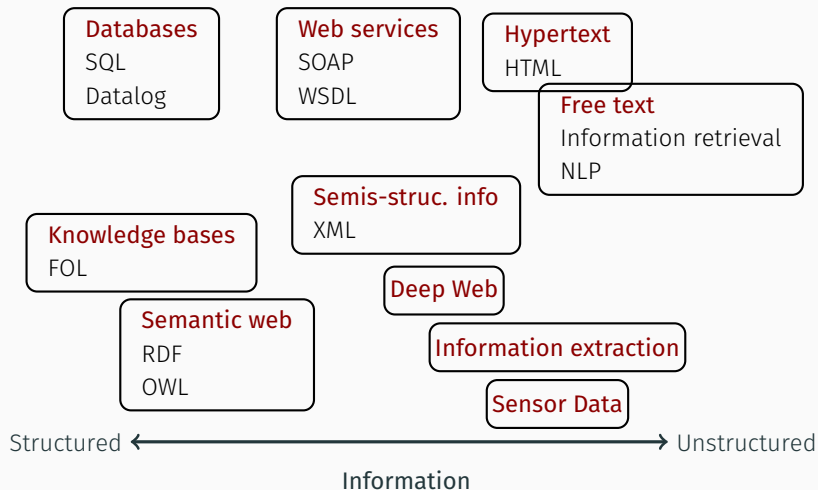 Databases
SQL
Datalog
Web services
SOAP
WSDL
Hypertext
HTML
Free text
Information retrieval
NLP
Semis-struc. info
XML
Knowledge bases
FOL
Deep Web
Semantic web
RDF
OWL
Information extraction
Sensor Data
Structured
Unstructured
Information